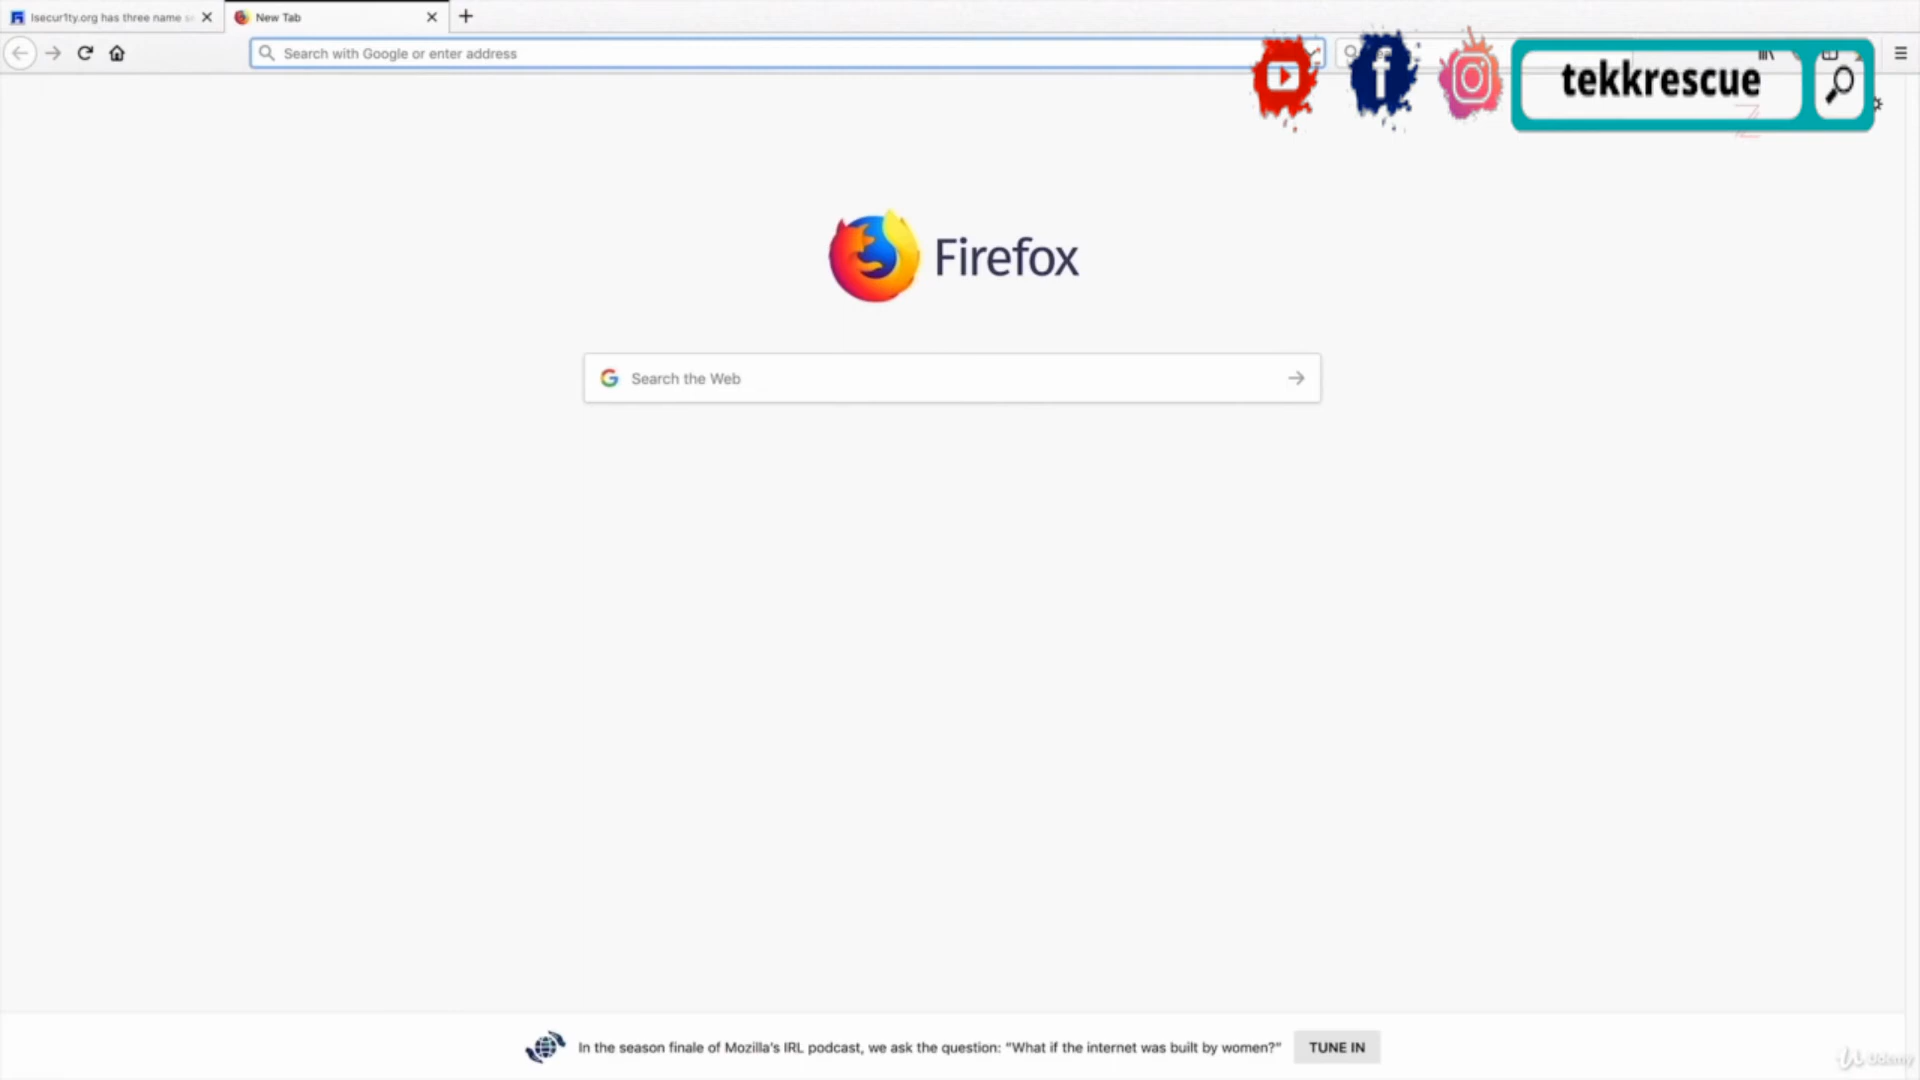 Isecur1ty.org has three name s
New Tab
Search with Google or enter address
tekkrescue
Firefox
Search the Web
In the season finale of Mozilla's IRL podcast, we ask the question: "What if the internet was built by women?"
TUNE IN
Udemy